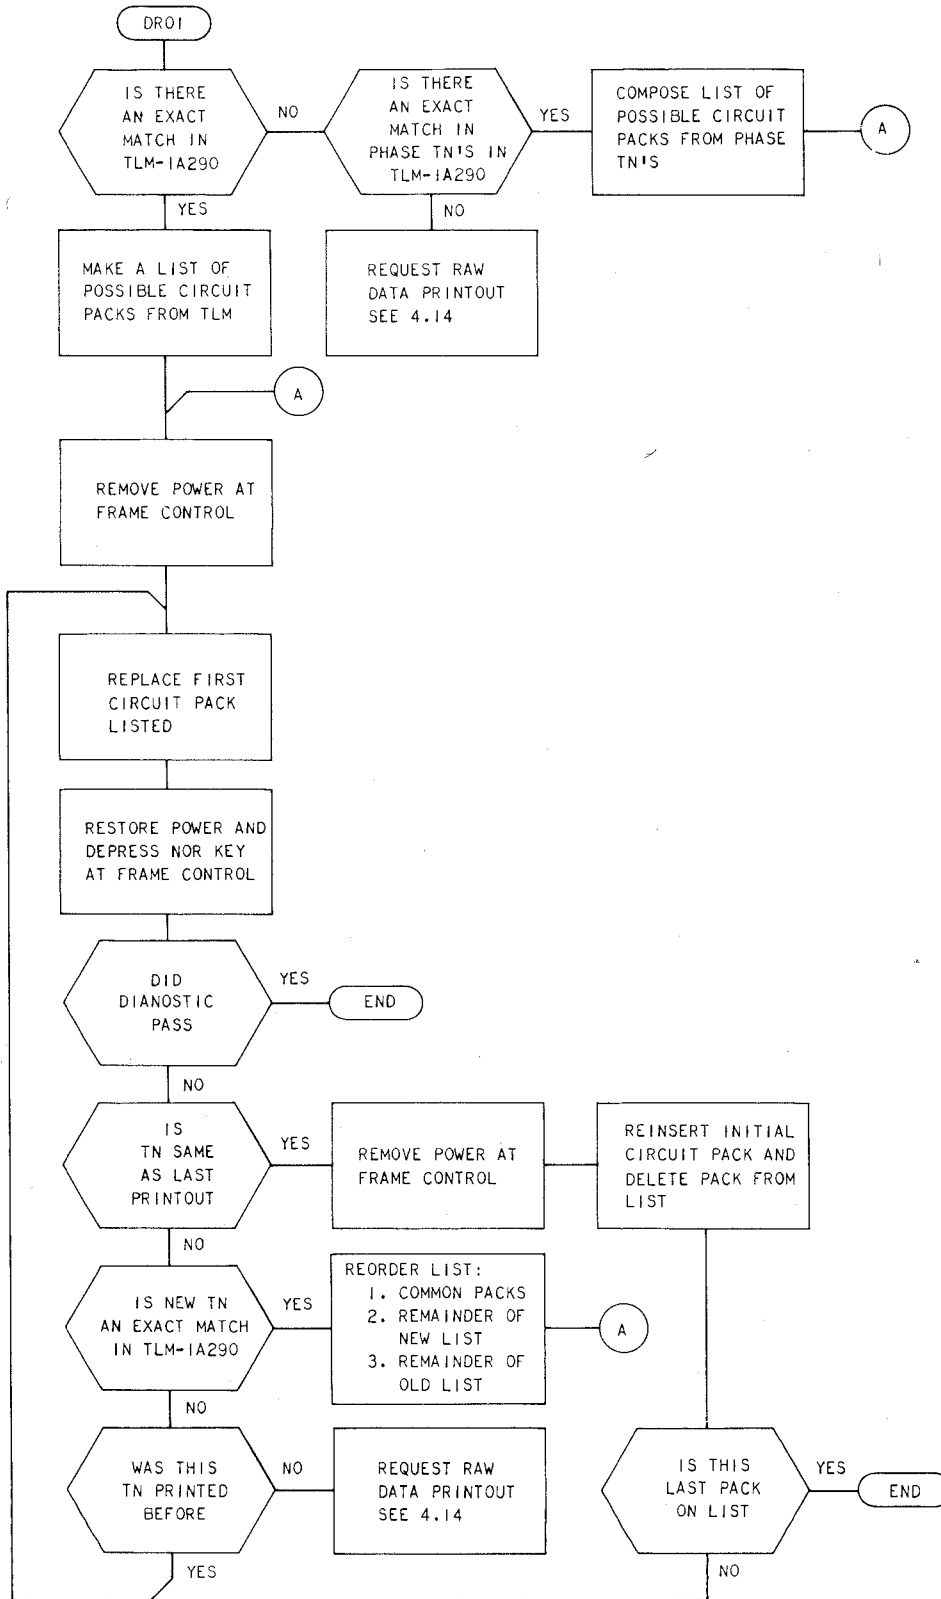 DR01
IS THERE
AN EXACT
MATCH IN
TLM-1A290
NO
IS THERE
AN EXACT
MATCH IN
PHASE TN'S IN
TLM-1A290
YES
COMPOSE LIST OF
POSSIBLE CIRCUIT
PACKS FROM PHASE
TN'S
A
YES
NO
MAKE A LIST OF
POSSIBLE CIRCUIT
PACKS FROM TLM
REQUEST RAW
DATA PRINTOUT
SEE 4.14
A
REMOVE POWER AT
FRAME CONTROL
REPLACE FIRST
CIRCUIT PACK
LISTED
RESTORE POWER AND
DEPRESS NOR KEY
AT FRAME CONTROL
DID
DIANOSTIC
PASS
YES
END
NO
IS
TN SAME
AS LAST
PRINTOUT
YES
REMOVE POWER AT
FRAME CONTROL
REINSERT INITIAL
CIRCUIT PACK AND
DELETE PACK FROM
LIST
NO
IS NEW TN
AN EXACT MATCH
IN TLM-1A290
YES
REORDER LIST:
1. COMMON PACKS
2. REMAINDER OF
NEW LIST
3. REMAINDER OF
OLD LIST
A
NO
WAS THIS
TN PRINTED
BEFORE
NO
REQUEST RAW
DATA PRINTOUT
SEE 4.14
IS THIS
LAST PACK
ON LIST
YES
END
YES
NO